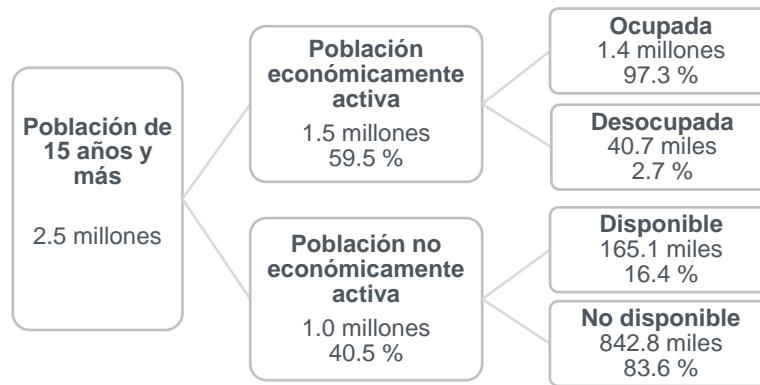 Población de
15 años y
más
2.5 millones
Población
económicamente
activa
1.5 millones
59.5 %
Ocupada
1.4 millones
97.3 %
Desocupada
40.7 miles
2.7 %
Población no
económicamente
activa
1.0 millones
40.5 %
Disponible
165.1 miles
16.4 %
No disponible
842.8 miles
83.6 %